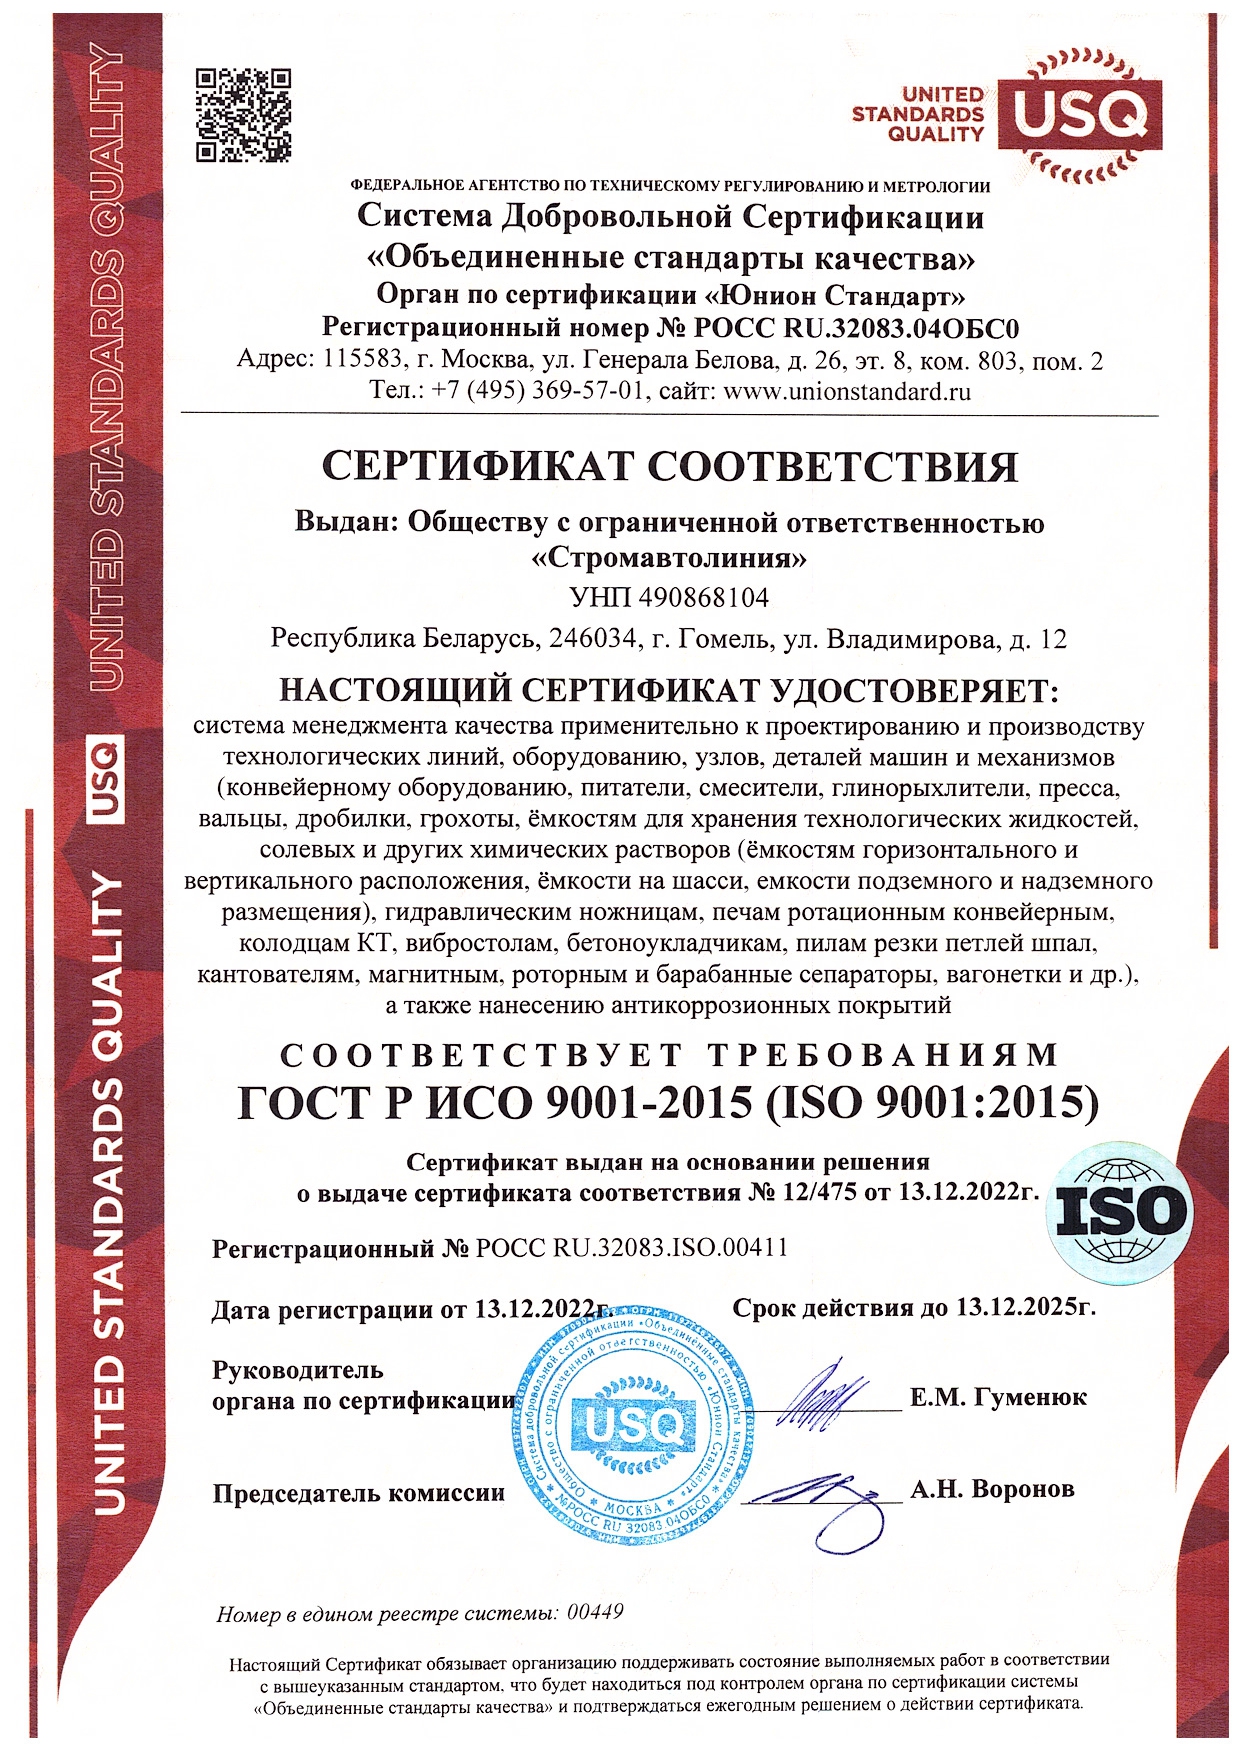 UNITED STANDARDS QUALITY
USQ
UNITED STANDARDS QUALITY
UNITED
STANDARDS
QUALITY
USQ
ФЕДЕРАЛЬНОЕ АГЕНТСТВО ПО ТЕХНИЧЕСКОМУ РЕГУЛИРОВАНИЮ И МЕТРОЛОГИИ
Система Добровольной Сертификации
«Объединенные стандарты качества»
Орган по сертификации «Юнион Стандарт»
Регистрационный номер № РОСС RU.32083.04ОБС0
Адрес: 115583, г. Москва, ул. Генерала Белова, д. 26, эт. 8, ком. 803, пом. 2
Тел.: +7 (495) 369-57-01, сайт: www.unionstandard.ru
СЕРТИФИКАТ СООТВЕТСТВИЯ
Выдан: Обществу с ограниченной ответственностью
«Стромавтолиния»
УНП 490868104
Республика Беларусь, 246034, г. Гомель, ул. Владимирова, д. 12
НАСТОЯЩИЙ СЕРТИФИКАТ УДОСТОВЕРЯЕТ:
система менеджмента качества применительно к проектированию и производству
технологических линий, оборудованию, узлов, деталей машин и механизмов
(конвейерному оборудованию, питатели, смесители, глинорыхлители, пресса,
вальцы, дробилки, грохоты, ёмкостям для хранения технологических жидкостей,
солевых и других химических растворов (ёмкостям горизонтального и
вертикального расположения, ёмкости на шасси, емкости подземного и надземного
размещения), гидравлическим ножницам, печам ротационным конвейерным,
колодцам КТ, вибростолам, бетоноукладчикам, пилам резки петлей шпал,
кантователям, магнитным, роторным и барабанные сепараторы, вагонетки и др.),
а также нанесению антикоррозионных покрытий
СООТВЕТСТВУЕТ ТРЕБОВАНИЯМ
ГОСТ Р ИСО 9001-2015 (ISO 9001:2015)
Сертификат выдан на основании решения
о выдаче сертификата соответствия № 12/475 от 13.12.2022г.
ISO
Регистрационный № РОСС RU.32083.ISO.00411
Дата регистрации от 13.12.2022г.
Срок действия до 13.12.2025г.
Руководитель
органа по сертификации
Е.М. Гуменюк
Система добровольной сертификации «Объединённые стандарты качества» № РОСС RU 32083 04ОБС0
Общество с ограниченной ответственностью «Юнион Стандарт»
МОСКВА
USQ
Председатель комиссии
А.Н. Воронов
Номер в едином реестре системы: 00449
Настоящий Сертификат обязывает организацию поддерживать состояние выполняемых работ в соответствии
с вышеуказанным стандартом, что будет находиться под контролем органа по сертификации системы
«Объединенные стандарты качества» и подтверждаться ежегодным решением о действии сертификата.